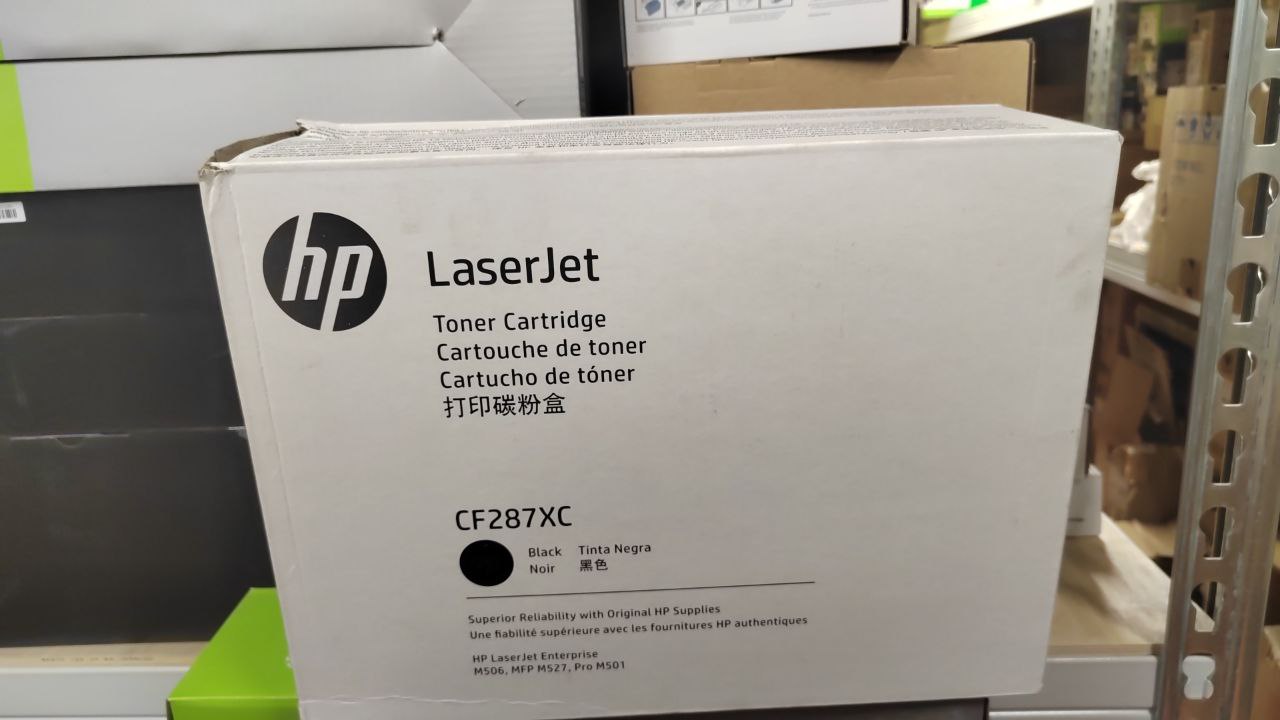 hp
LaserJet
Toner Cartridge
Cartouche de toner
Cartucho de tóner
打印碳粉盒
CF287XC
Black Tinta Negra
Noir 黑色
Superior Reliability with Original HP Supplies
Une fiabilité supérieure avec les fournitures HP authentiques
HP LaserJet Enterprise
M506, MFP M527, Pro M501